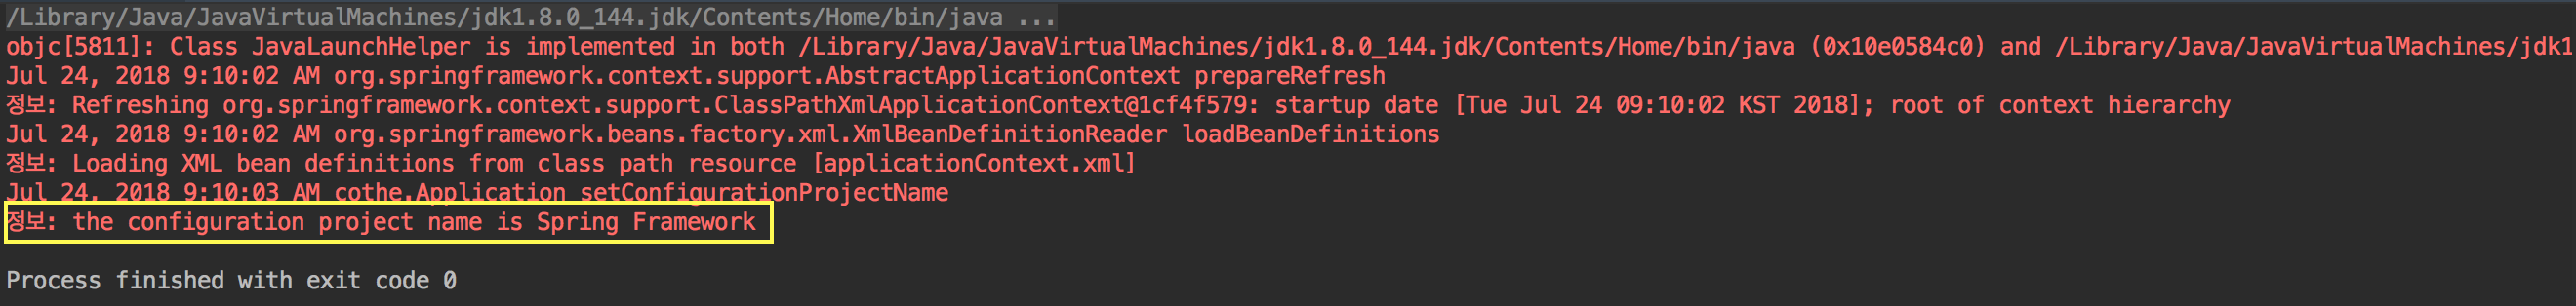 /Library/Java/JavaVirtualMachines/jdk1.8.0_144.jdk/Contents/Home/bin/java ...
objc[5811]: Class JavaLaunchHelper is implemented in both /Library/Java/JavaVirtualMachines/jdk1.8.0_144.jdk/Contents/Home/bin/java (0x10e0584c0) and /Library/Java/JavaVirtualMachines/jdk1
Jul 24, 2018 9:10:02 AM org.springframework.context.support.AbstractApplicationContext prepareRefresh
정보: Refreshing org.springframework.context.support.ClassPathXmlApplicationContext@1cf4f579: startup date [Tue Jul 24 09:10:02 KST 2018]; root of context hierarchy
Jul 24, 2018 9:10:02 AM org.springframework.beans.factory.xml.XmlBeanDefinitionReader loadBeanDefinitions
정보: Loading XML bean definitions from class path resource [applicationContext.xml]
Jul 24, 2018 9:10:03 AM cothe.Application setConfigurationProjectName
정보: the configuration project name is Spring Framework
Process finished with exit code 0